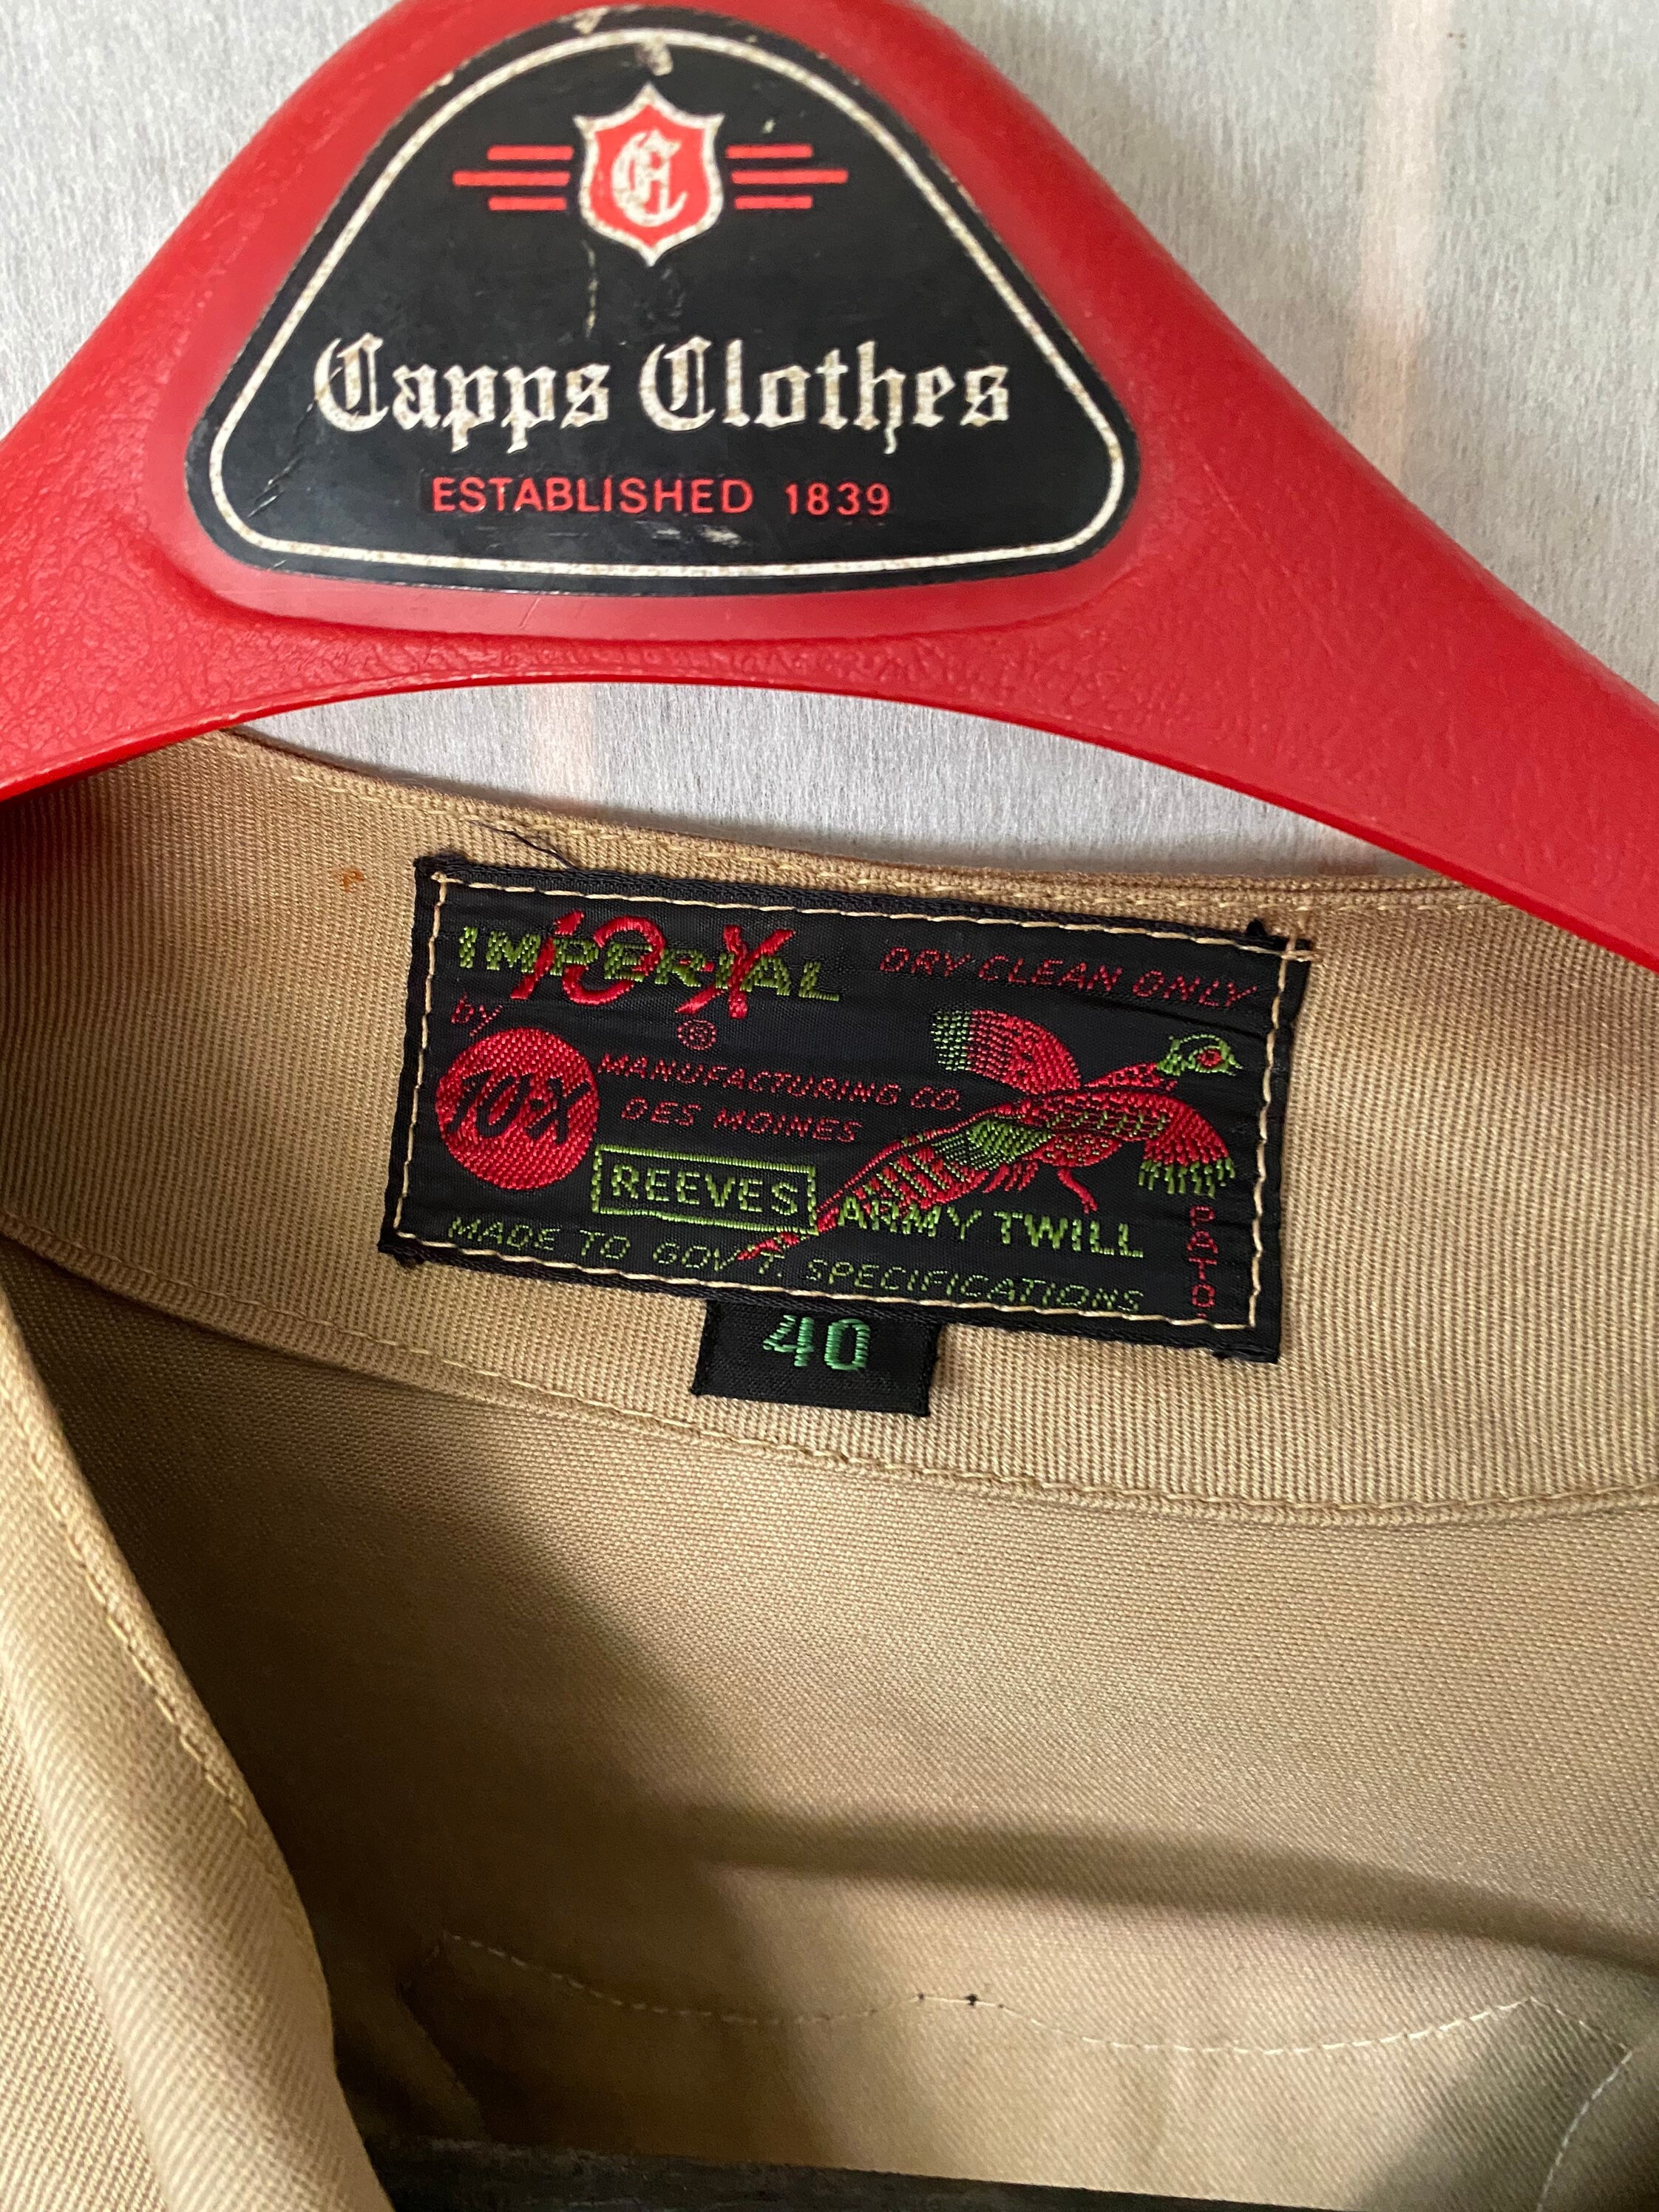 C
Capps Clothes
ESTABLISHED 1839
IMPERIAL
10-X
DRY CLEAN ONLY
by
10-X
®
MANUFACTURING CO.
DES MOINES
REEVES ARMY TWILL
MADE TO GOV'T. SPECIFICATIONS
PAT'D.
40